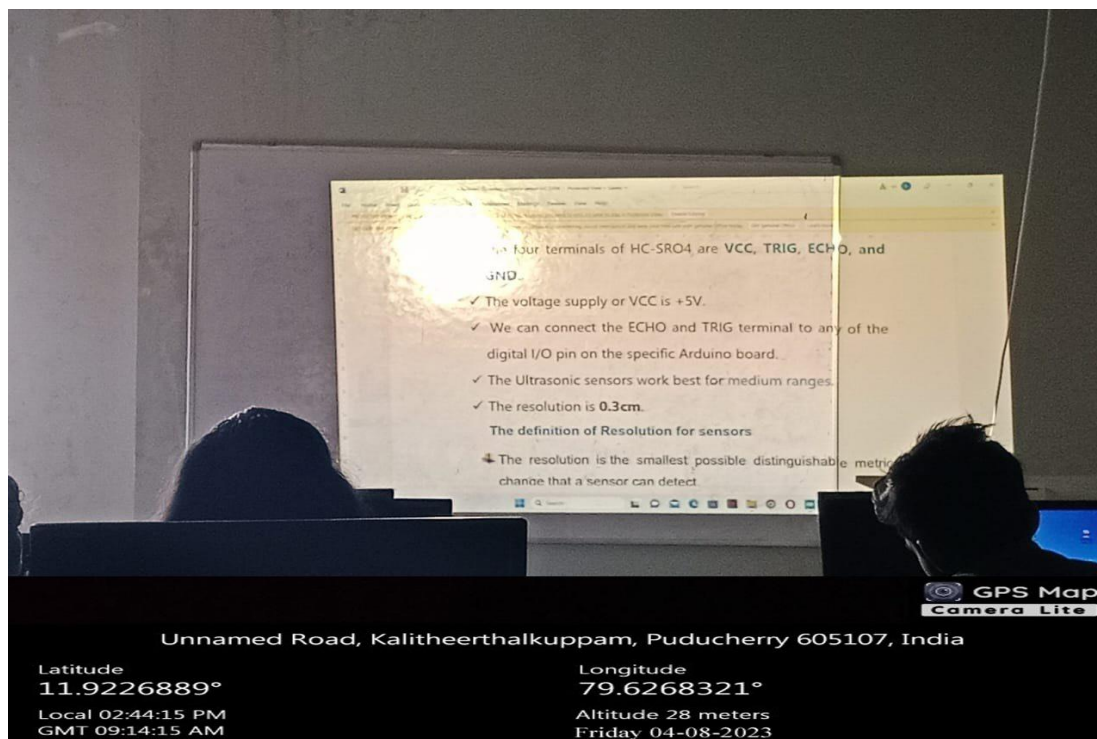 four terminals of HC-SRO4 are VCC, TRIG, ECHO, and
GND.
✓ The voltage supply or VCC is +5V.
✓ We can connect the ECHO and TRIG terminal to any of the
digital I/O pin on the specific Arduino board.
✓ The Ultrasonic sensors work best for medium ranges.
✓ The resolution is 0.3cm.
The definition of Resolution for sensors
The resolution is the smallest possible distinguishable metric
change that a sensor can detect
GPS Map
Camera Lite
Unnamed Road, Kalitheerthalkuppam, Puducherry 605107, India
Latitude
11.9226889°
Longitude
79.6268321°
Local 02:44:15 PM
GMT 09:14:15 AM
Altitude 28 meters
Friday 04-08-2023